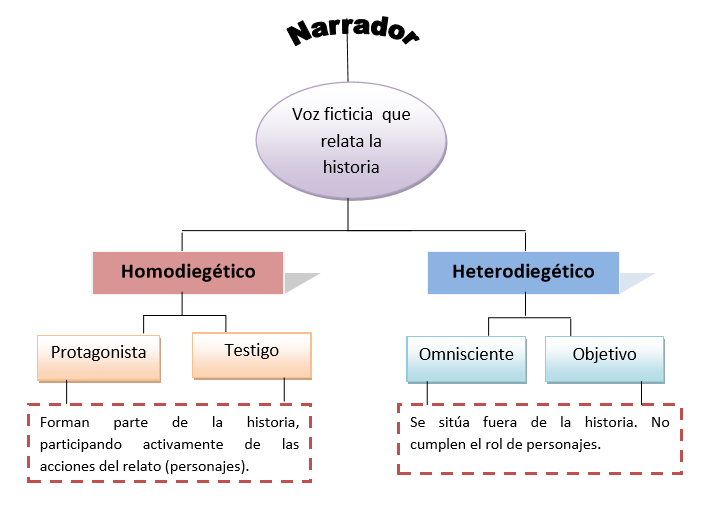 Narrador
Voz ficticia que
relata la
historia
Homodiegético
Heterodiegético
Protagonista
Testigo
Omnisciente
Objetivo
Forman parte de la historia,
participando activamente de las
acciones del relato (personajes).
Se sitúa fuera de la historia. No
cumplen el rol de personajes.